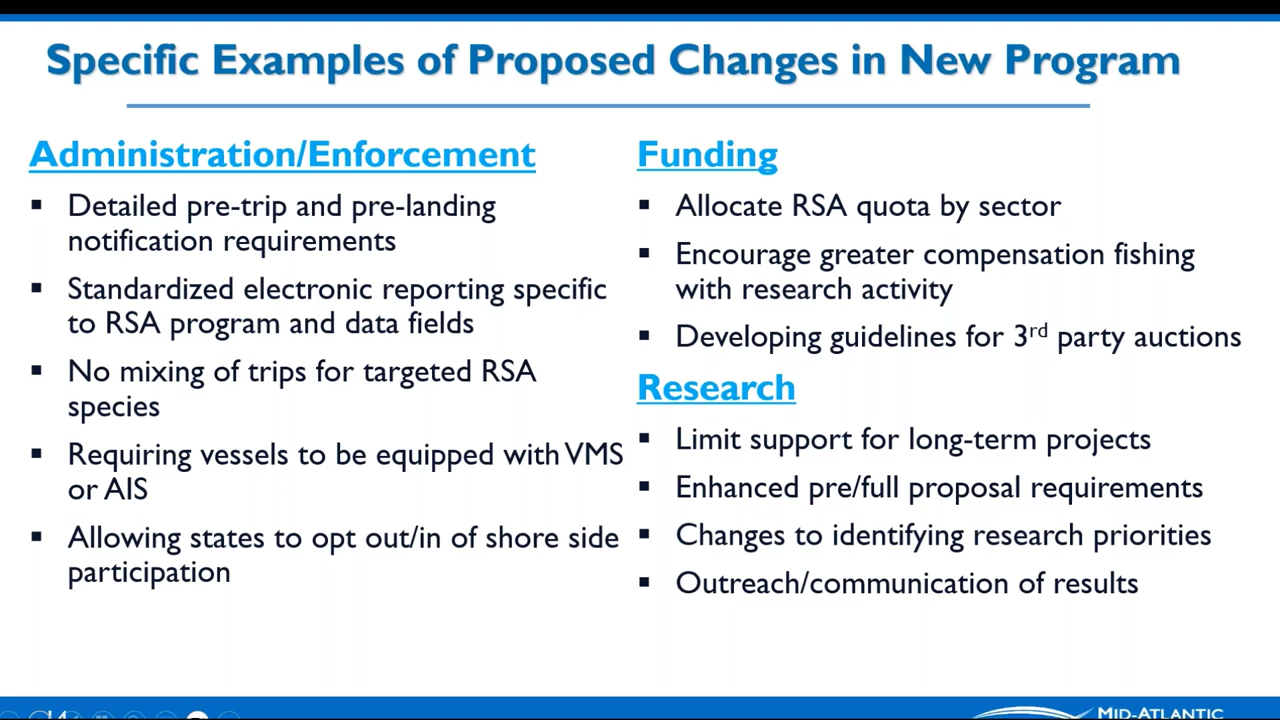 Specific Examples of Proposed Changes in New Program
Administration/Enforcement
▪ Detailed pre-trip and pre-landing
notification requirements
▪ Standardized electronic reporting specific
to RSA program and data fields
▪ No mixing of trips for targeted RSA
species
▪ Requiring vessels to be equipped with VMS
or AIS
▪ Allowing states to opt out/in of shore side
participation
Funding
▪ Allocate RSA quota by sector
▪ Encourage greater compensation fishing
with research activity
▪ Developing guidelines for 3rd party auctions
Research
▪ Limit support for long-term projects
▪ Enhanced pre/full proposal requirements
▪ Changes to identifying research priorities
▪ Outreach/communication of results
MID-ATLANTIC